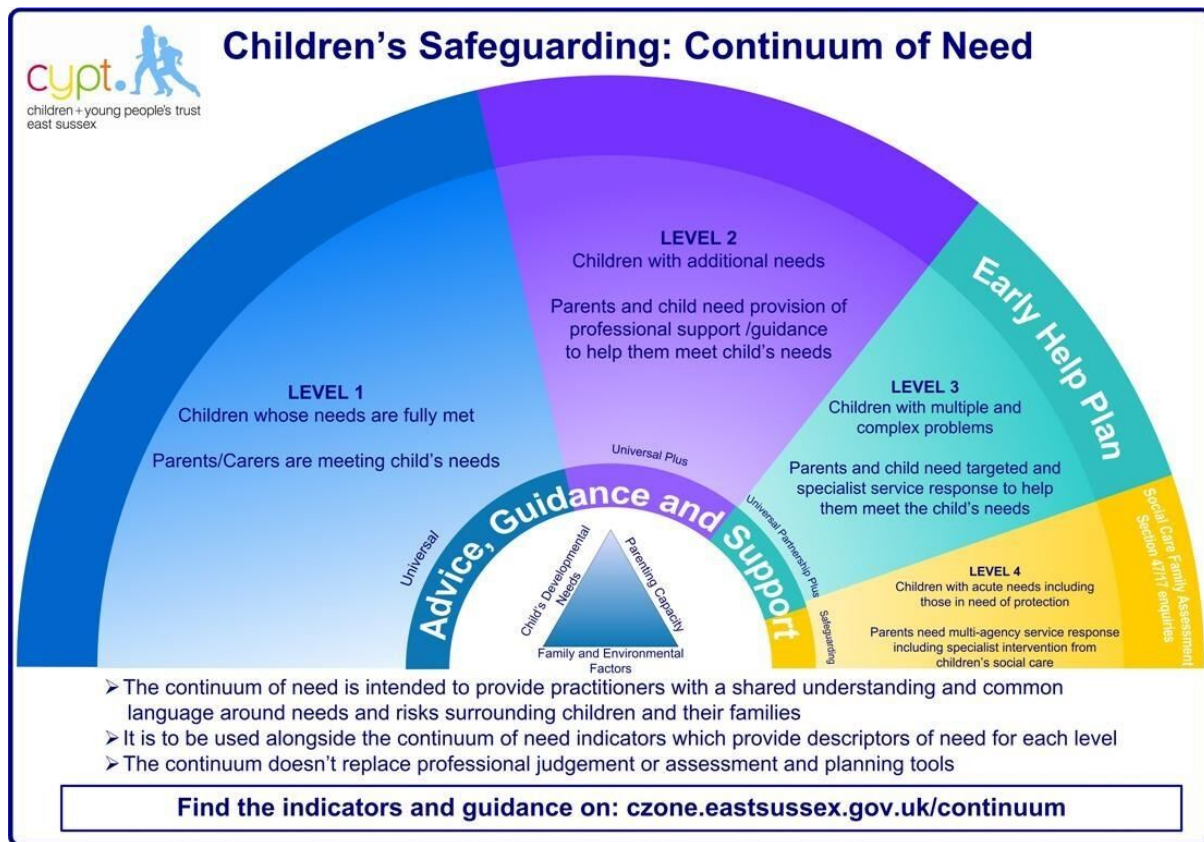 cypt.
children + young people's trust
east sussex
Children's Safeguarding: Continuum of Need
LEVEL 1
Children whose needs are fully met
Parents/Carers are meeting child's needs
LEVEL 2
Children with additional needs
Parents and child need provision of
professional support /guidance
to help them meet child's needs
LEVEL 3
Children with multiple and
complex problems
Parents and child need targeted and
specialist service response to help
them meet the child's needs
Early Help Plan
LEVEL 4
Children with acute needs including
those in need of protection
Parents need multi-agency service response
including specialist intervention from
children's social care
Social Care Family Assessment
Section 47/17 enquiries
Universal
Universal Plus
Universal Partnership Plus
Safeguarding
Advice, Guidance and Support
Child's Developmental
Needs
Parenting Capacity
Family and Environmental
Factors
➤ The continuum of need is intended to provide practitioners with a shared understanding and common
language around needs and risks surrounding children and their families
➤ It is to be used alongside the continuum of need indicators which provide descriptors of need for each level
➤ The continuum doesn't replace professional judgement or assessment and planning tools
Find the indicators and guidance on: czone.eastsussex.gov.uk/continuum